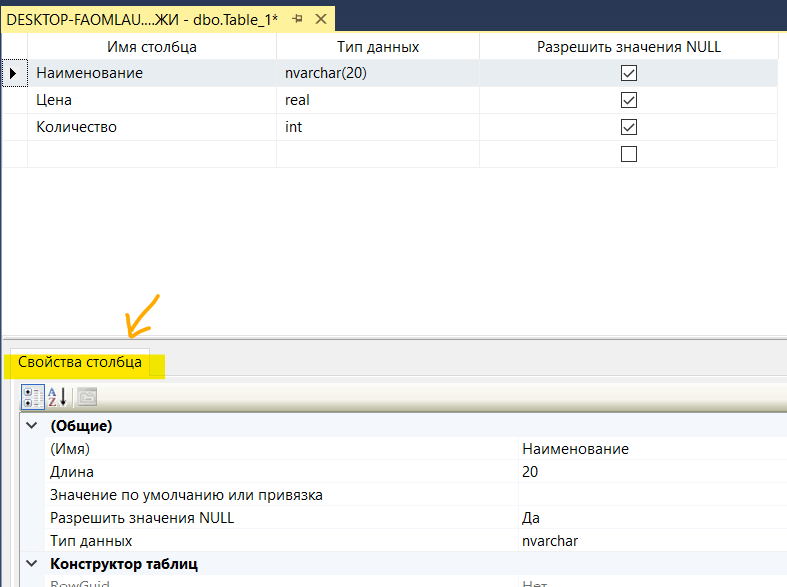 DESKTOP-FAOMLAU....ЖИ - dbo.Table_1*
Имя столбца Тип данных Разрешить значения NULL
Наименование nvarchar(20)
Цена real
Количество int
Свойства столбца
(Общие)
(Имя) Наименование
Длина 20
Значение по умолчанию или привязка
Разрешить значения NULL Да
Тип данных nvarchar
Конструктор таблиц
RowGuid Нет